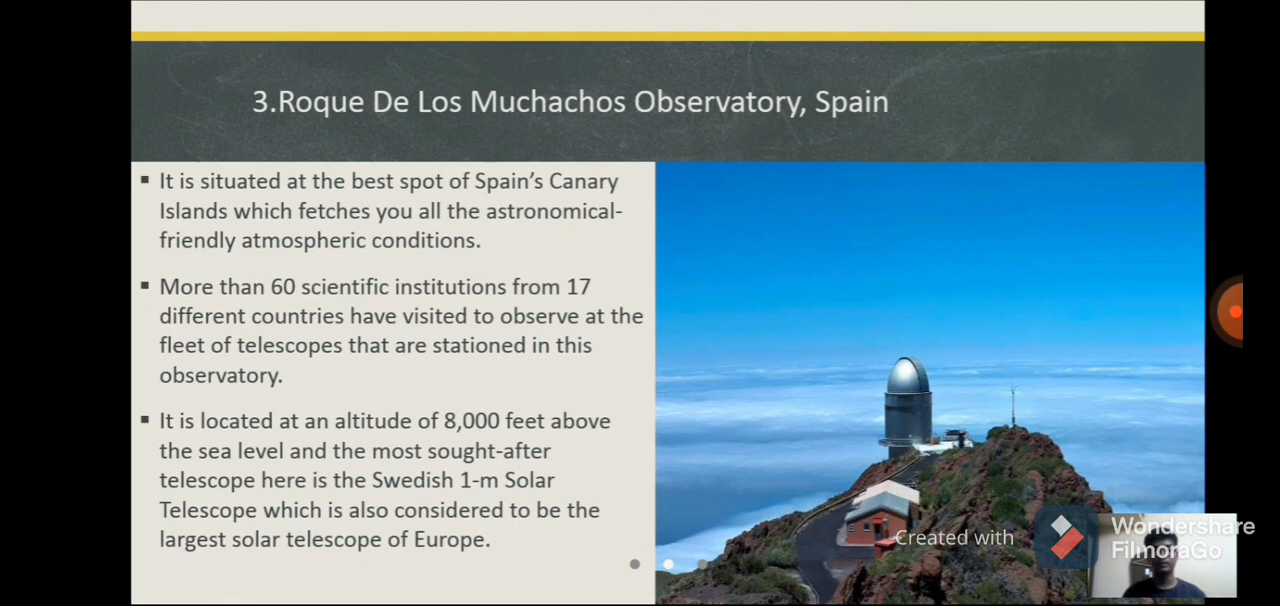 3.Roque De Los Muchachos Observatory, Spain
▪ It is situated at the best spot of Spain’s Canary
Islands which fetches you all the astronomical-
friendly atmospheric conditions.
▪ More than 60 scientific institutions from 17
different countries have visited to observe at the
fleet of telescopes that are stationed in this
observatory.
▪ It is located at an altitude of 8,000 feet above
the sea level and the most sought-after
telescope here is the Swedish 1-m Solar
Telescope which is also considered to be the
largest solar telescope of Europe.
Created with
Wondershare
FilmoraGo